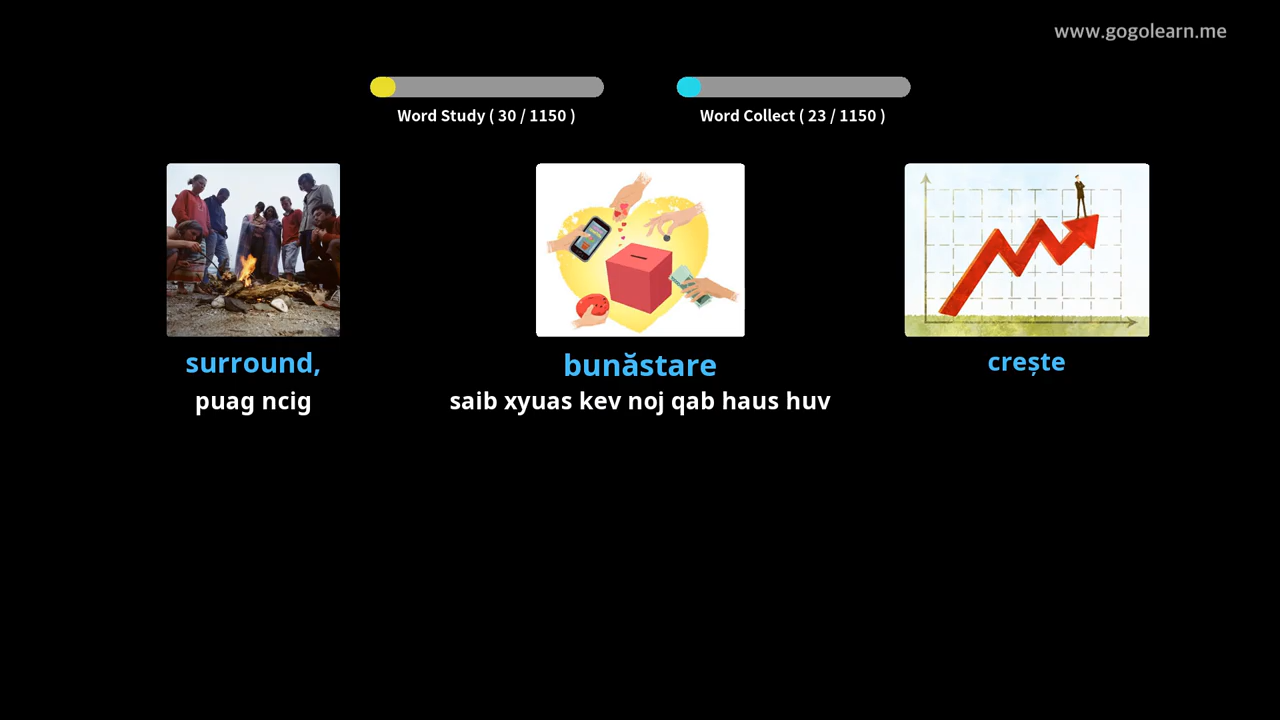 www.gogolearn.me
Word Study ( 30 / 1150 )
Word Collect ( 23 / 1150 )
surround,
puag ncig
bunăstare
saib xyuas kev noj qab haus huv
crește